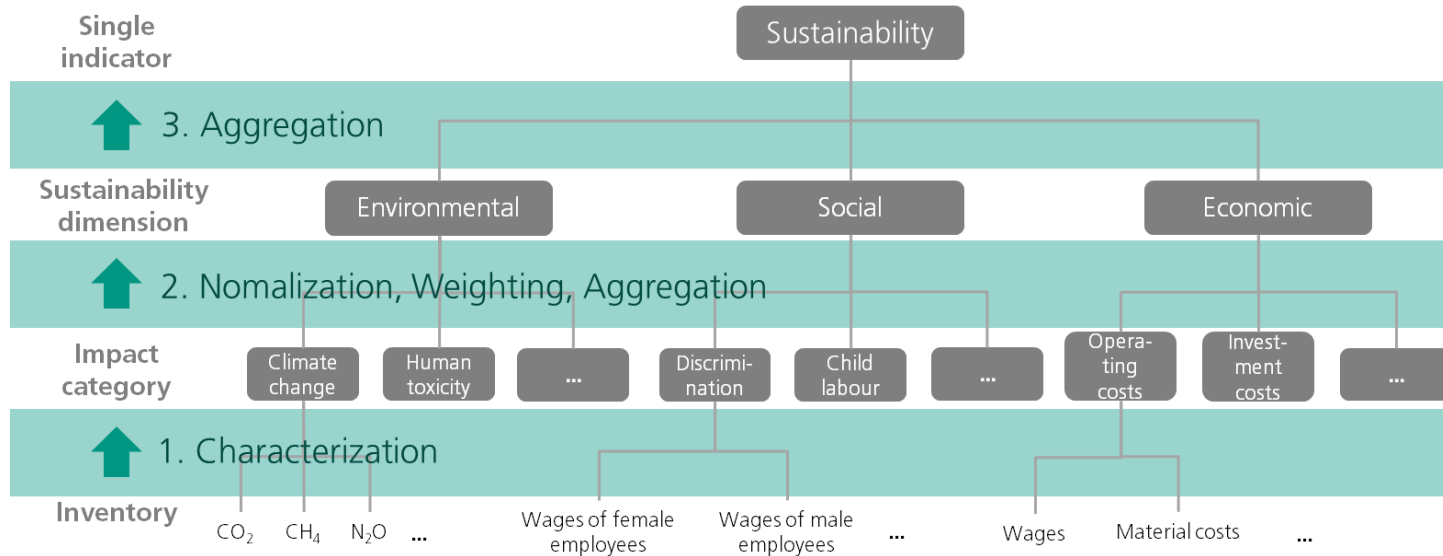 Single
indicator
Sustainability
3. Aggregation
Sustainability
dimension
Environmental
Social
Economic
2. Nomalization, Weighting, Aggregation
Impact
category
Climate
change
Human
toxicity
...
Discrimi-
nation
Child
labour
...
Opera-
ting
costs
Invest-
ment
costs
...
1. Characterization
Inventory
CO₂
CH₄
N₂O
...
Wages of female
employees
Wages of male
employees
...
Wages
Material costs
...